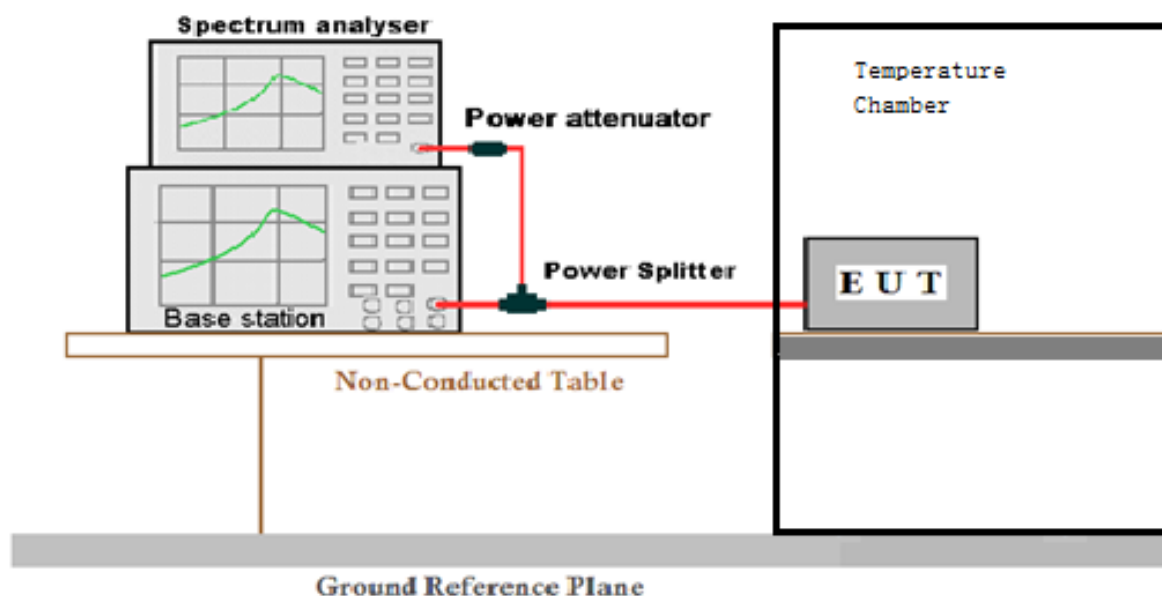 Spectrum analyser
Temperature
Chamber
Power attenuator
Power Splitter
E U T
Base station
Non-Conducted Table
Ground Reference Plane